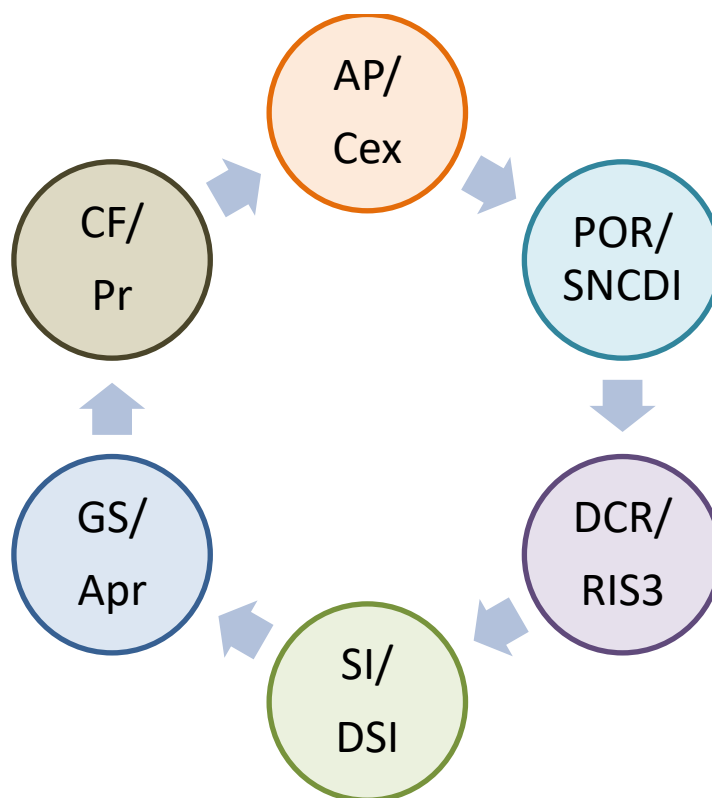 AP/
Cex
POR/
SNCDI
DCR/
RIS3
SI/
DSI
GS/
Apr
CF/
Pr